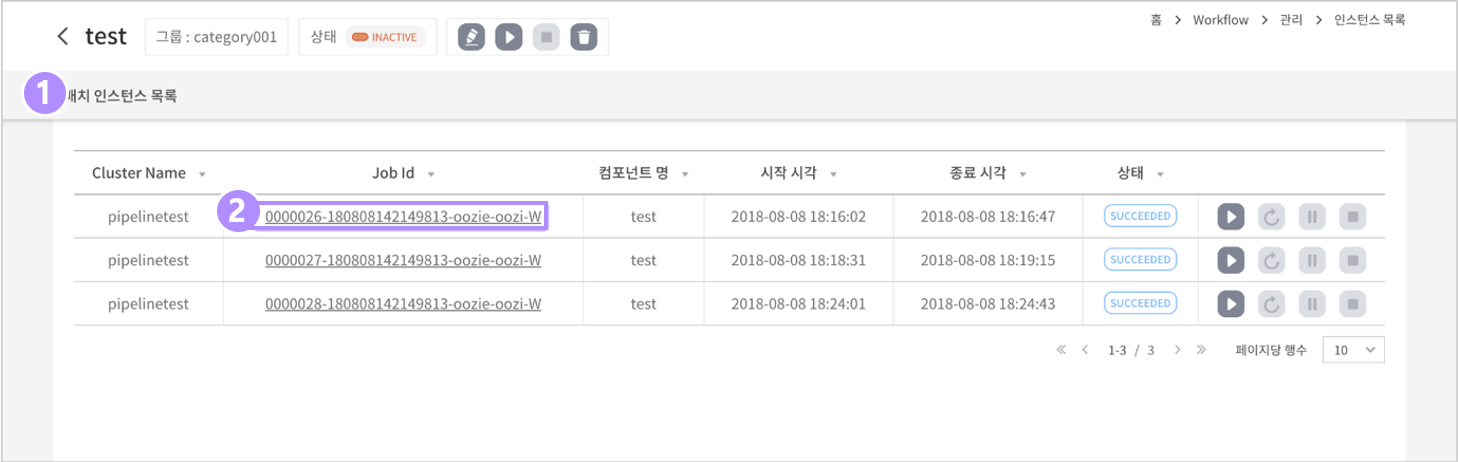 홈 > Workflow > 관리 > 인스턴스 목록
test 그룹 : category001 상태 INACTIVE
1 배치 인스턴스 목록
Cluster Name Job Id 컴포넌트 명 시작 시각 종료 시각 상태
pipelinetest 2 0000026-180808142149813-oozie-oozi-W test 2018-08-08 18:16:02 2018-08-08 18:16:47 SUCCEEDED
pipelinetest 0000027-180808142149813-oozie-oozi-W test 2018-08-08 18:18:31 2018-08-08 18:19:15 SUCCEEDED
pipelinetest 0000028-180808142149813-oozie-oozi-W test 2018-08-08 18:24:01 2018-08-08 18:24:43 SUCCEEDED
« < 1-3 / 3 > » 페이지당 행수 10